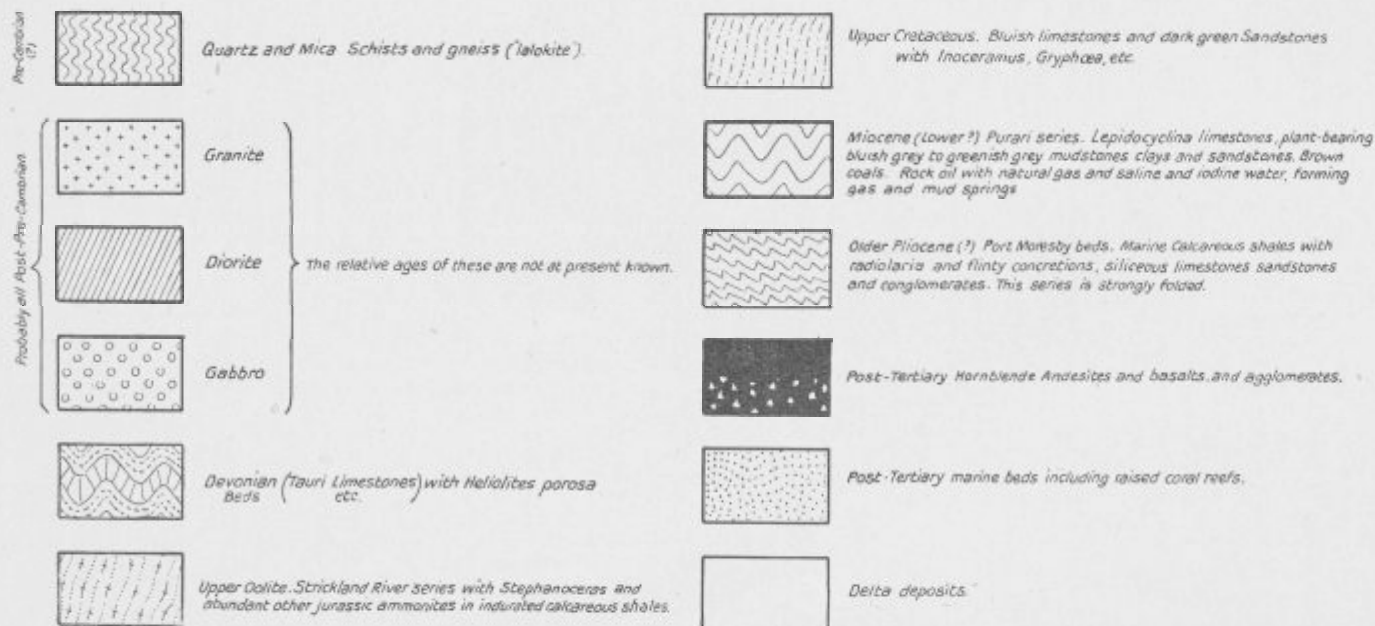 Pre-Cambrian
(?)
Quartz and Mica Schists and gneiss ("lalokite").
Probably all Post-Pre-Cambrian
Granite
Diorite
The relative ages of these are not at present known.
Gabbro
Devonian (Tauri Limestones) with Heliolites porosa
Beds etc.
Upper Oolite. Strickland River series with Stephanoceras and
abundant other jurassic ammonites in indurated calcareous shales.
Upper Cretaceous. Bluish limestones and dark green Sandstones
with Inoceramus, Gryphœa, etc.
Miocene (Lower?) Purari series. Lepidocyclina limestones, plant-bearing
bluish grey to greenish grey mudstones clays and sandstones. Brown
coals. Rock oil with natural gas and saline and iodine water, forming
gas and mud springs
Older Pliocene (?) Port Moresby beds. Marine Calcareous shales with
radiolaria and flinty concretions, siliceous limestones sandstones
and conglomerates. This series is strongly folded.
Post-Tertiary Hornblende Andesites and basalts, and agglomerates.
Post-Tertiary marine beds including raised coral reefs.
Delta deposits.